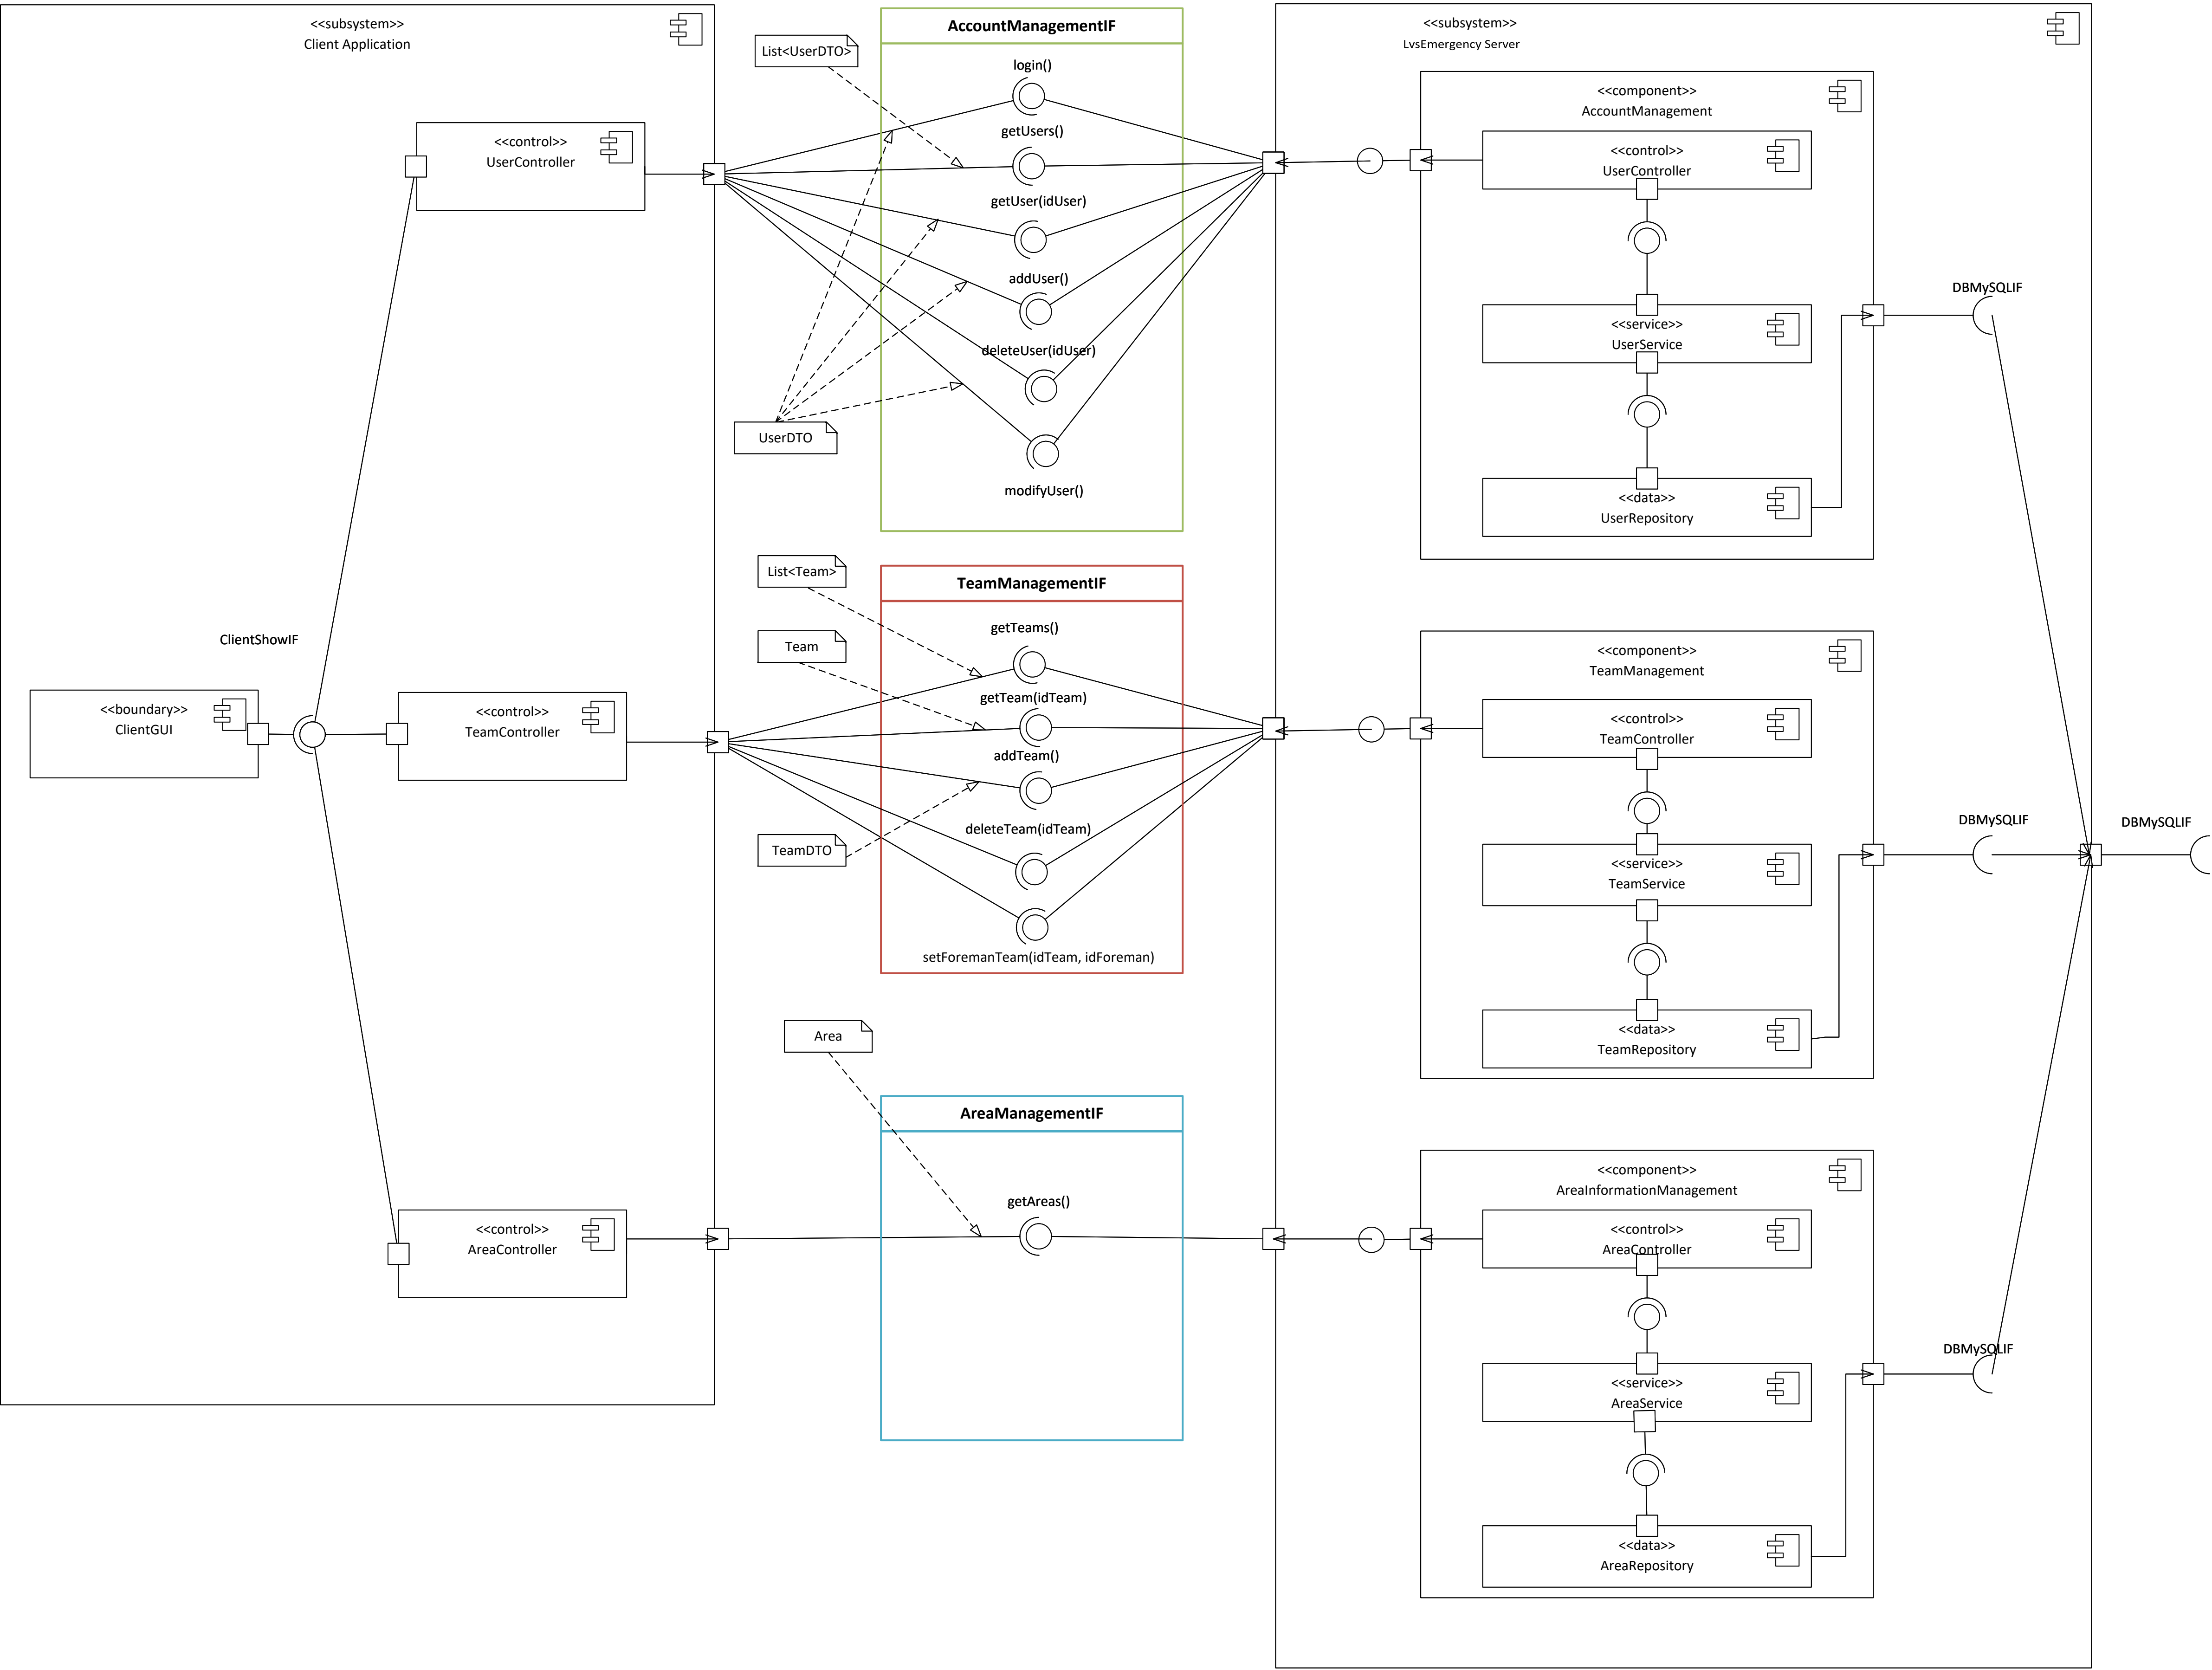 <<subsystem>>
Client Application
<<control>>
UserController
ClientShowIF
<<boundary>>
ClientGUI
<<control>>
TeamController
<<control>>
AreaController
List<UserDTO>
UserDTO
AccountManagementIF
login()
getUsers()
getUser(idUser)
addUser()
deleteUser(idUser)
modifyUser()
List<Team>
Team
TeamDTO
TeamManagementIF
getTeams()
getTeam(idTeam)
addTeam()
deleteTeam(idTeam)
setForemanTeam(idTeam, idForeman)
Area
AreaManagementIF
getAreas()
<<subsystem>>
LvsEmergency Server
<<component>>
AccountManagement
<<control>>
UserController
<<service>>
UserService
<<data>>
UserRepository
DBMySQLIF
<<component>>
TeamManagement
<<control>>
TeamController
<<service>>
TeamService
<<data>>
TeamRepository
DBMySQLIF
DBMySQLIF
<<component>>
AreaInformationManagement
<<control>>
AreaController
<<service>>
AreaService
<<data>>
AreaRepository
DBMySQLIF